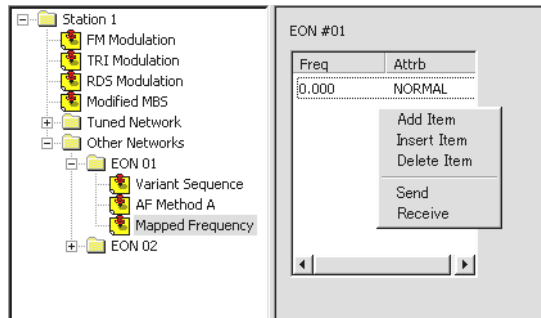 Station 1
FM Modulation
TRI Modulation
RDS Modulation
Modified MBS
Tuned Network
Other Networks
EON 01
Variant Sequence
AF Method A
Mapped Frequency
EON 02
EON #01
Freq Attrb
0.000 NORMAL
Add Item
Insert Item
Delete Item
Send
Receive